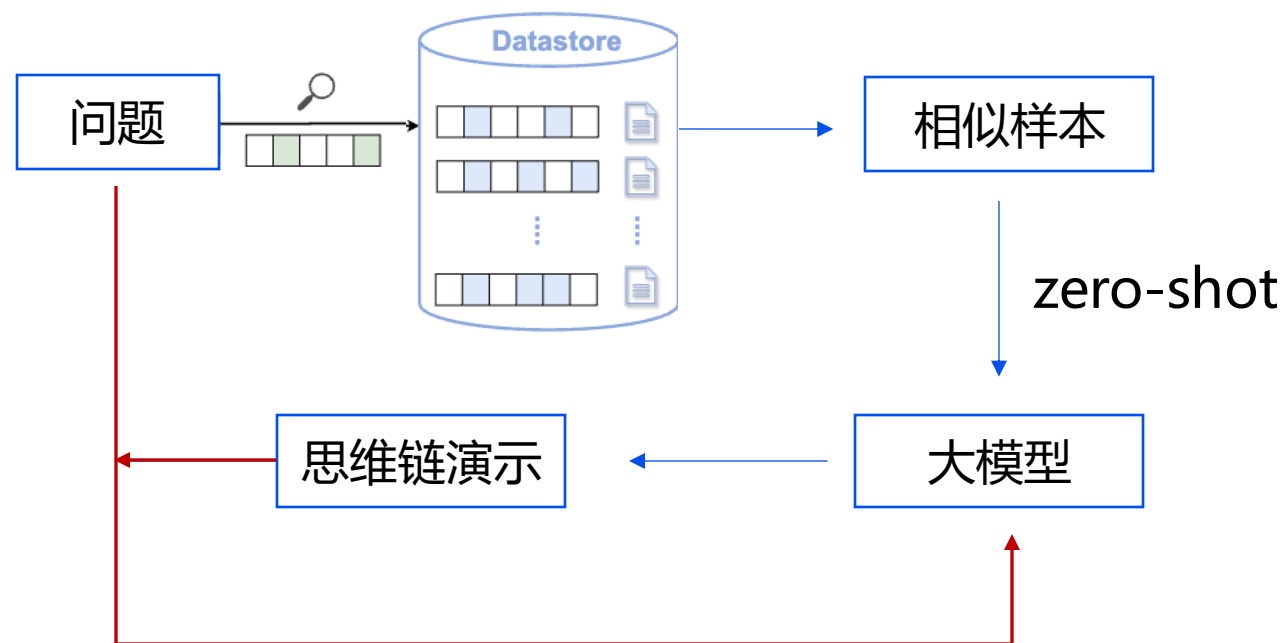 Datastore
问题
相似样本
zero-shot
思维链演示
大模型